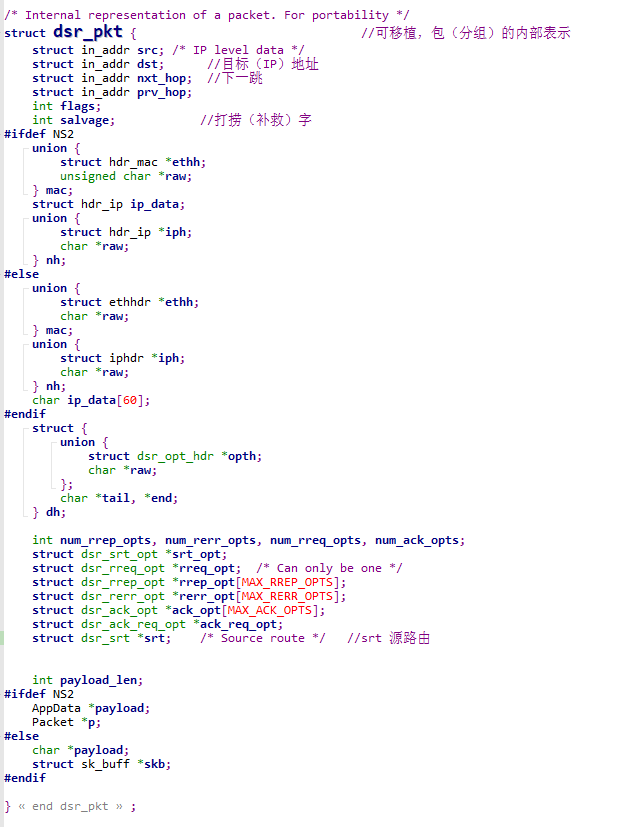 /* Internal representation of a packet. For portability */
struct dsr_pkt { //可移植，包（分组）的内部表示
    struct in_addr src; /* IP level data */
    struct in_addr dst; //目标（IP）地址
    struct in_addr nxt_hop; //下一跳
    struct in_addr prv_hop;
    int flags;
    int salvage; //打捞（补救）字
#ifdef NS2
    union {
        struct hdr_mac *ethh;
        unsigned char *raw;
    } mac;
    struct hdr_ip ip_data;
    union {
        struct hdr_ip *iph;
        char *raw;
    } nh;
#else
    union {
        struct ethhdr *ethh;
        char *raw;
    } mac;
    union {
        struct iphdr *iph;
        char *raw;
    } nh;
    char ip_data[60];
#endif
    struct {
        union {
            struct dsr_opt_hdr *opth;
            char *raw;
        };
        char *tail, *end;
    } dh;
    int num_rrep_opts, num_rerr_opts, num_rreq_opts, num_ack_opts;
    struct dsr_srt_opt *srt_opt;
    struct dsr_rreq_opt *rreq_opt; /* Can only be one */
    struct dsr_rrep_opt *rrep_opt[MAX_RREP_OPTS];
    struct dsr_rerr_opt *rerr_opt[MAX_RERR_OPTS];
    struct dsr_ack_opt *ack_opt[MAX_ACK_OPTS];
    struct dsr_ack_req_opt *ack_req_opt;
    struct dsr_srt *srt; /* Source route */ //srt 源路由
    int payload_len;
#ifdef NS2
    AppData *payload;
    Packet *p;
#else
    char *payload;
    struct sk_buff *skb;
#endif
} « end dsr_pkt » ;